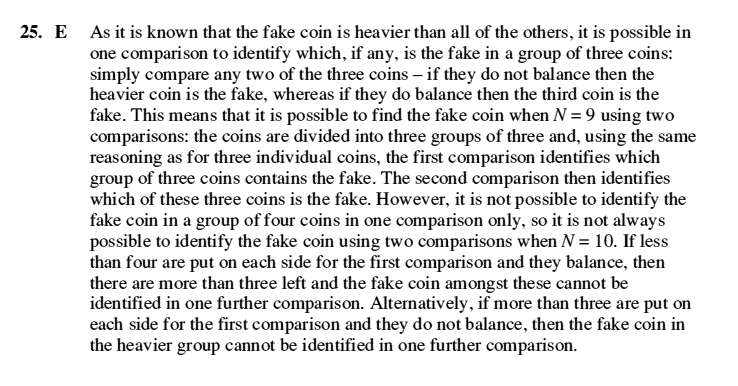 25. E As it is known that the fake coin is heavier than all of the others, it is possible in
one comparison to identify which, if any, is the fake in a group of three coins:
simply compare any two of the three coins – if they do not balance then the
heavier coin is the fake, whereas if they do balance then the third coin is the
fake. This means that it is possible to find the fake coin when N = 9 using two
comparisons: the coins are divided into three groups of three and, using the same
reasoning as for three individual coins, the first comparison identifies which
group of three coins contains the fake. The second comparison then identifies
which of these three coins is the fake. However, it is not possible to identify the
fake coin in a group of four coins in one comparison only, so it is not always
possible to identify the fake coin using two comparisons when N = 10. If less
than four are put on each side for the first comparison and they balance, then
there are more than three left and the fake coin amongst these cannot be
identified in one further comparison. Alternatively, if more than three are put on
each side for the first comparison and they do not balance, then the fake coin in
the heavier group cannot be identified in one further comparison.